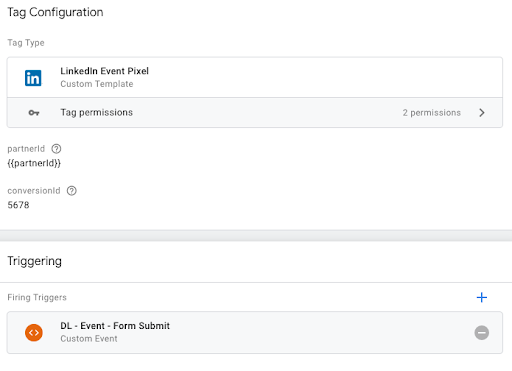 Tag Configuration
Tag Type
LinkedIn Event Pixel
Custom Template
Tag permissions 2 permissions
partnerId
{{partnerId}}
conversionId
5678
Triggering
Firing Triggers
DL - Event - Form Submit
Custom Event